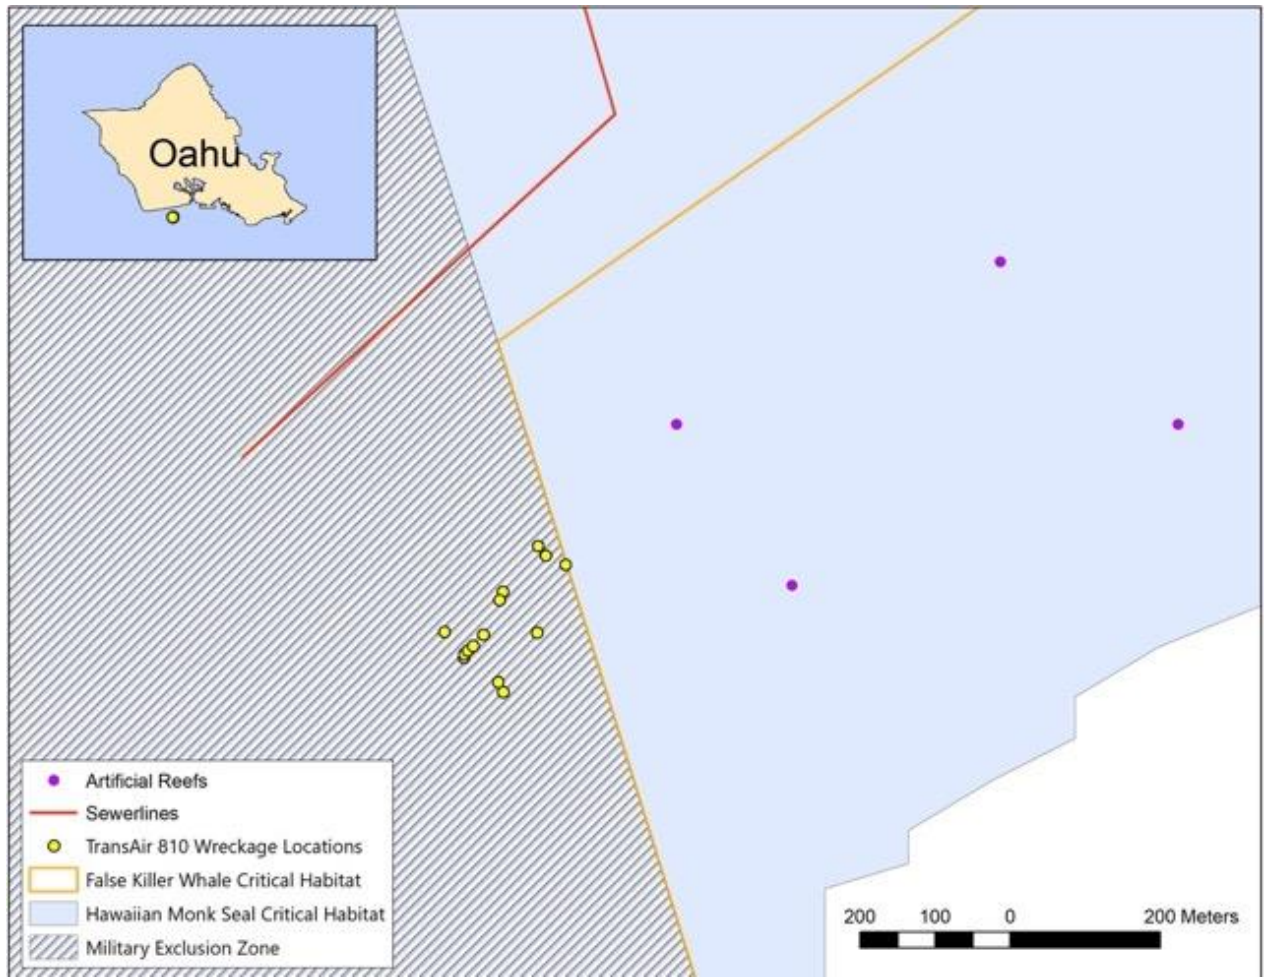 Oahu
Artificial Reefs
Sewerlines
TransAir 810 Wreckage Locations
False Killer Whale Critical Habitat
Hawaiian Monk Seal Critical Habitat
Military Exclusion Zone
200 100 0 200 Meters